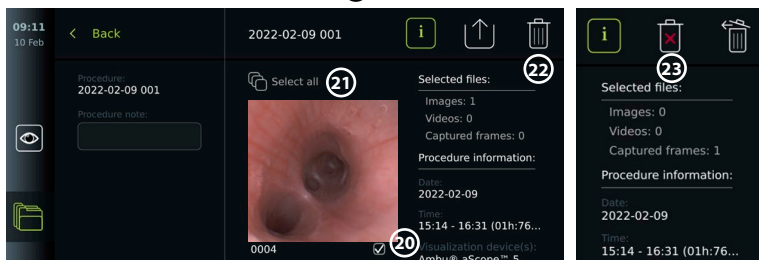 09:11
10 Feb
Back
2022-02-09 001
i
22
Procedure:
2022-02-09 001
Procedure note:
Select all
21
Selected files:
Images: 1
Videos: 0
Captured frames: 0
Procedure information:
Date:
2022-02-09
Time:
15:14 - 16:31 (01h:76...
0004
20
Visualization device(s):
Ambu® aScope™ 5
i
23
Selected files:
Images: 0
Videos: 0
Captured frames: 1
Procedure information:
Date:
2022-02-09
Time:
15:14 - 16:31 (01h:76...